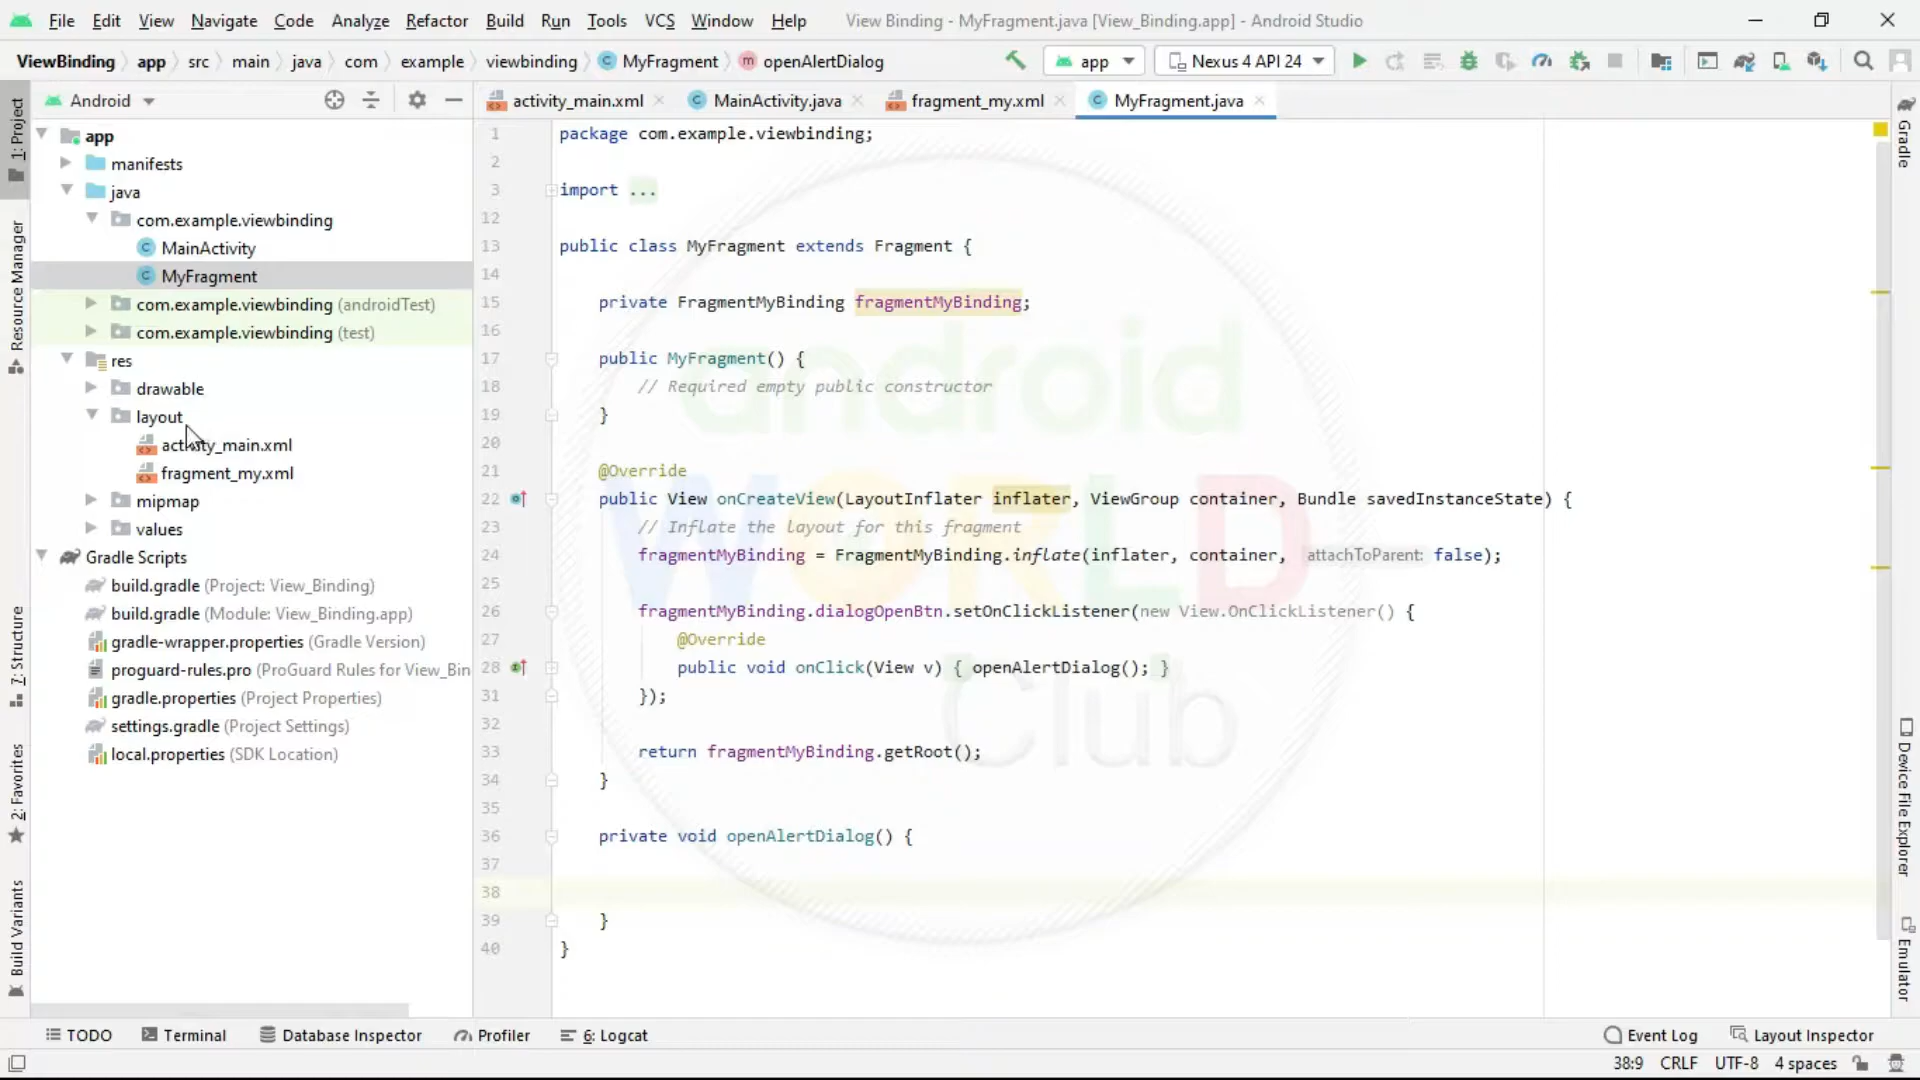 File Edit View Navigate Code Analyze Refactor Build Run Tools VCS Window Help View Binding - MyFragment.java [View_Binding.app] - Android Studio
ViewBinding app src main java com example viewbinding MyFragment openAlertDialog app Nexus 4 API 24
Android activity_main.xml MainActivity.java fragment_my.xml MyFragment.java
1: Project
Resource Manager
7: Structure
2: Favorites
Build Variants
app
manifests
java
com.example.viewbinding
MainActivity
MyFragment
com.example.viewbinding (androidTest)
com.example.viewbinding (test)
res
drawable
layout
activity_main.xml
fragment_my.xml
mipmap
values
Gradle Scripts
build.gradle (Project: View_Binding)
build.gradle (Module: View_Binding.app)
gradle-wrapper.properties (Gradle Version)
proguard-rules.pro (ProGuard Rules for View_Bin
gradle.properties (Project Properties)
settings.gradle (Project Settings)
local.properties (SDK Location)
1 package com.example.viewbinding;
2
3 import ...
12
13 public class MyFragment extends Fragment {
14
15 private FragmentMyBinding fragmentMyBinding;
16
17 public MyFragment() {
18 // Required empty public constructor
19 }
20
21 @Override
22 public View onCreateView(LayoutInflater inflater, ViewGroup container, Bundle savedInstanceState) {
23 // Inflate the layout for this fragment
24 fragmentMyBinding = FragmentMyBinding.inflate(inflater, container, attachToParent: false);
25
26 fragmentMyBinding.dialogOpenBtn.setOnClickListener(new View.OnClickListener() {
27 @Override
28 public void onClick(View v) { openAlertDialog(); }
31 });
32
33 return fragmentMyBinding.getRoot();
34 }
35
36 private void openAlertDialog() {
37
38
39 }
40 }
android
WORLD
Club
Gradle
Device File Explorer
Emulator
TODO Terminal Database Inspector Profiler 6: Logcat Event Log Layout Inspector
38:9 CRLF UTF-8 4 spaces